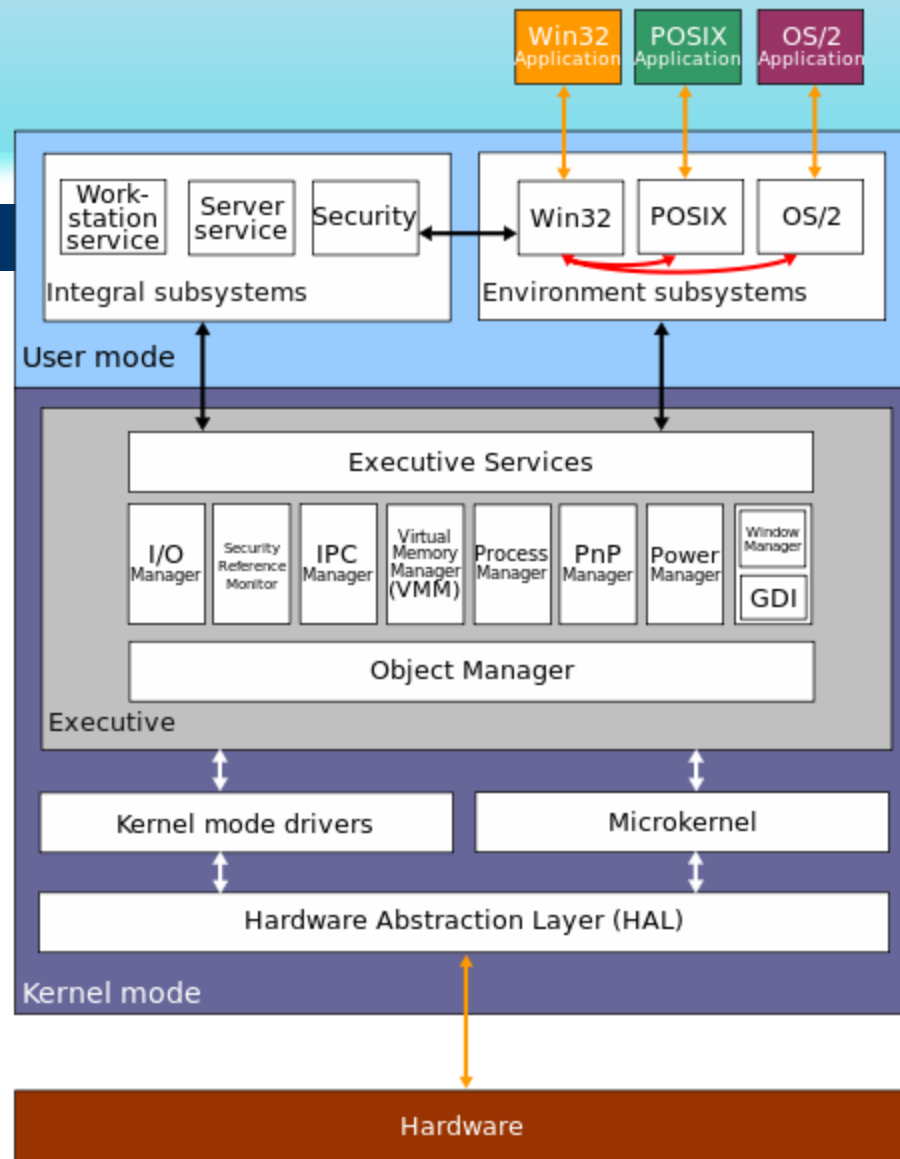 Win32
Application
POSIX
Application
OS/2
Application
Work-
station
service
Server
service
Security
Integral subsystems
Win32
POSIX
OS/2
Environment subsystems
User mode
Executive Services
I/O
Manager
Security
Reference
Monitor
IPC
Manager
Virtual
Memory
Manager
(VMM)
Process
Manager
PnP
Manager
Power
Manager
Window
Manager
GDI
Object Manager
Executive
Kernel mode drivers
Microkernel
Hardware Abstraction Layer (HAL)
Kernel mode
Hardware